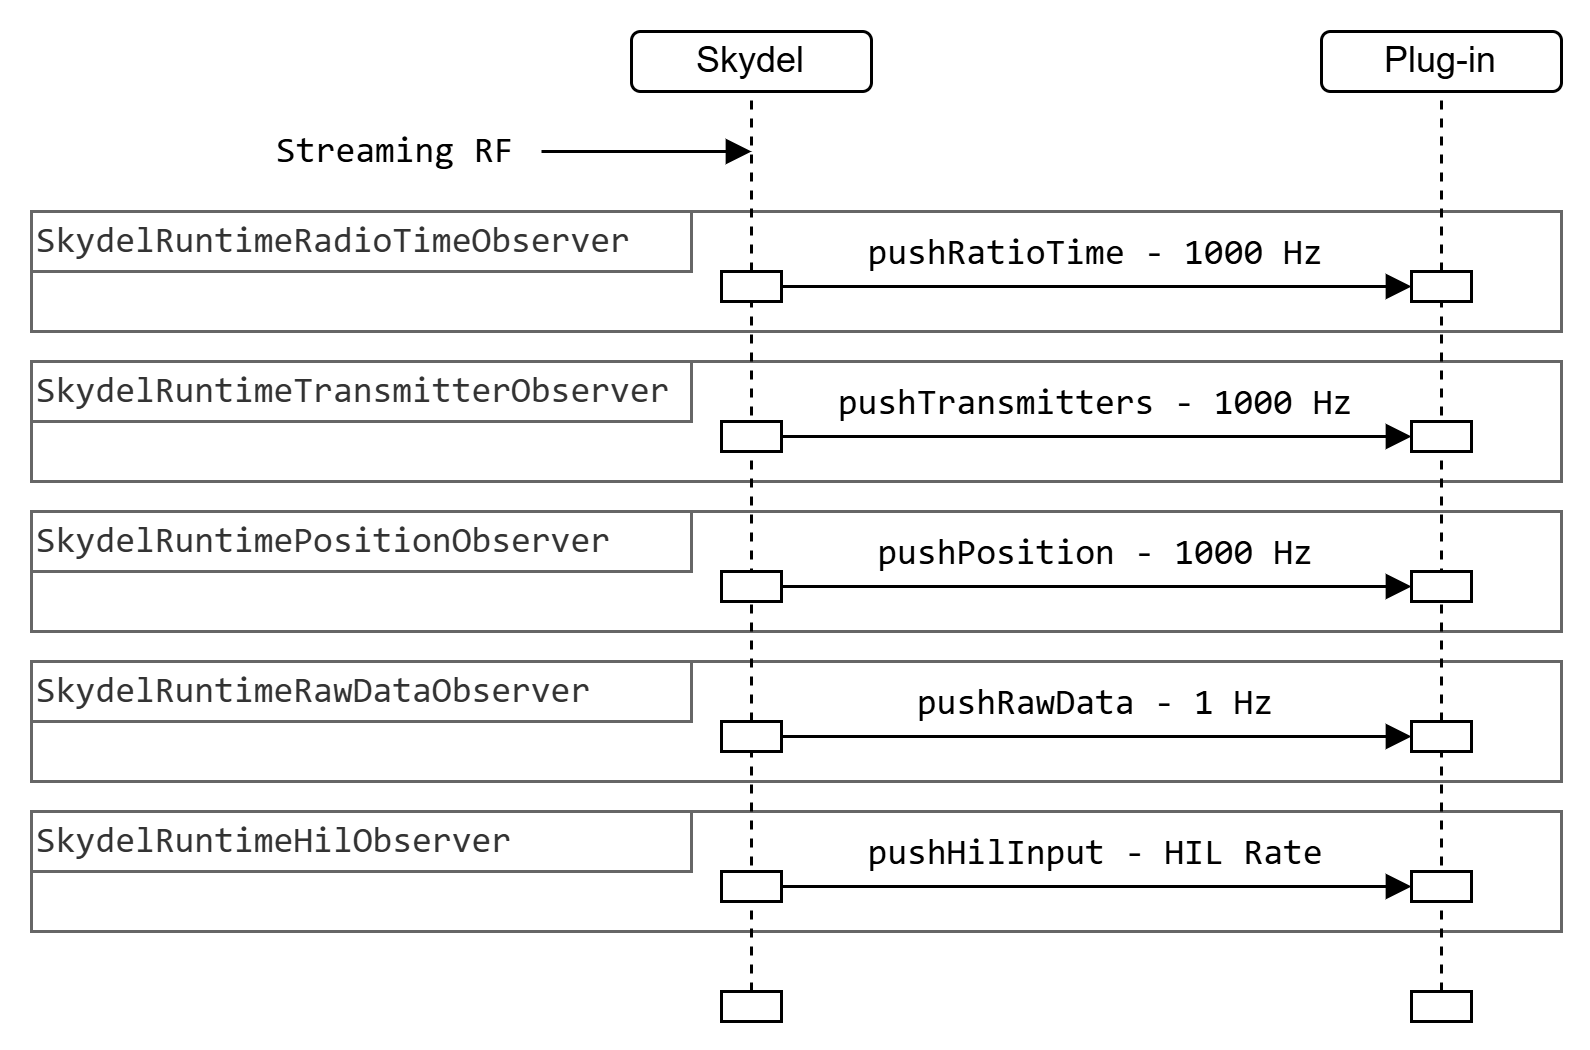 Skydel
Plug-in
Streaming RF
SkydelRuntimeRadioTimeObserver
pushRatioTime - 1000 Hz
SkydelRuntimeTransmitterObserver
pushTransmitters - 1000 Hz
SkydelRuntimePositionObserver
pushPosition - 1000 Hz
SkydelRuntimeRawDataObserver
pushRawData - 1 Hz
SkydelRuntimeHilObserver
pushHilInput - HIL Rate